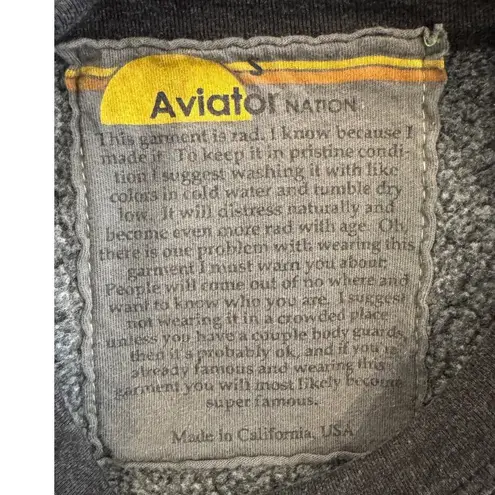 S
Aviator NATION
This garment is rad. I know because I
made it. To keep it in pristine condi-
tion I suggest washing it with like
colors in cold water and tumble dry
low. It will distress naturally and
become even more rad with age. Oh,
there is one problem with wearing this
garment I must warn you about:
People will come out of no where and
want to know who you are. I suggest
not wearing it in a crowded place
unless you have a couple body guards,
then it's probably ok, and if you're
already famous and wearing this
garment you will most likely become
super famous.
Made in California, USA